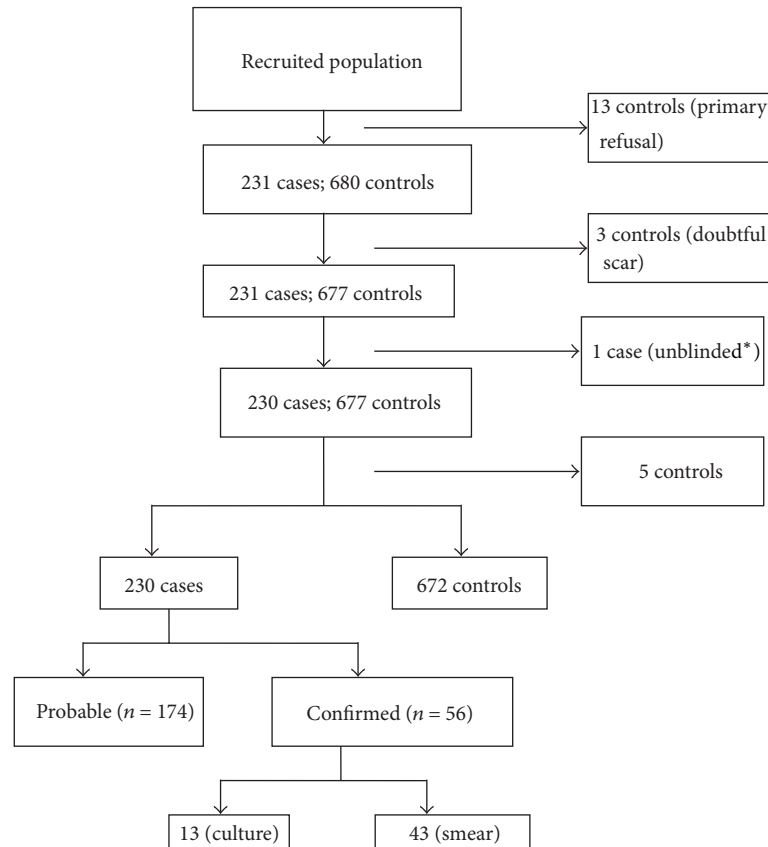 Recruited population
13 controls (primary
refusal)
231 cases; 680 controls
3 controls (doubtful
scar)
231 cases; 677 controls
1 case (unblinded*)
230 cases; 677 controls
5 controls
230 cases
672 controls
Probable (n = 174)
Confirmed (n = 56)
13 (culture)
43 (smear)